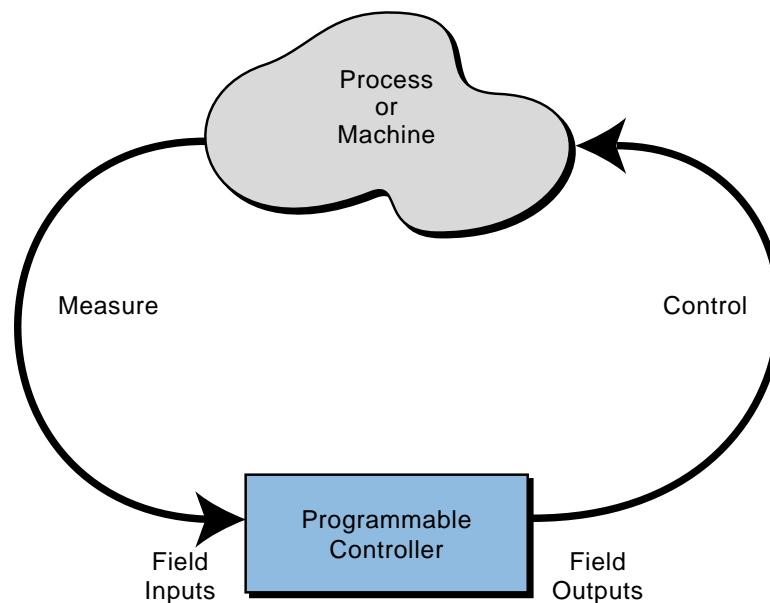 Process
or
Machine
Measure
Control
Programmable
Controller
Field
Inputs
Field
Outputs